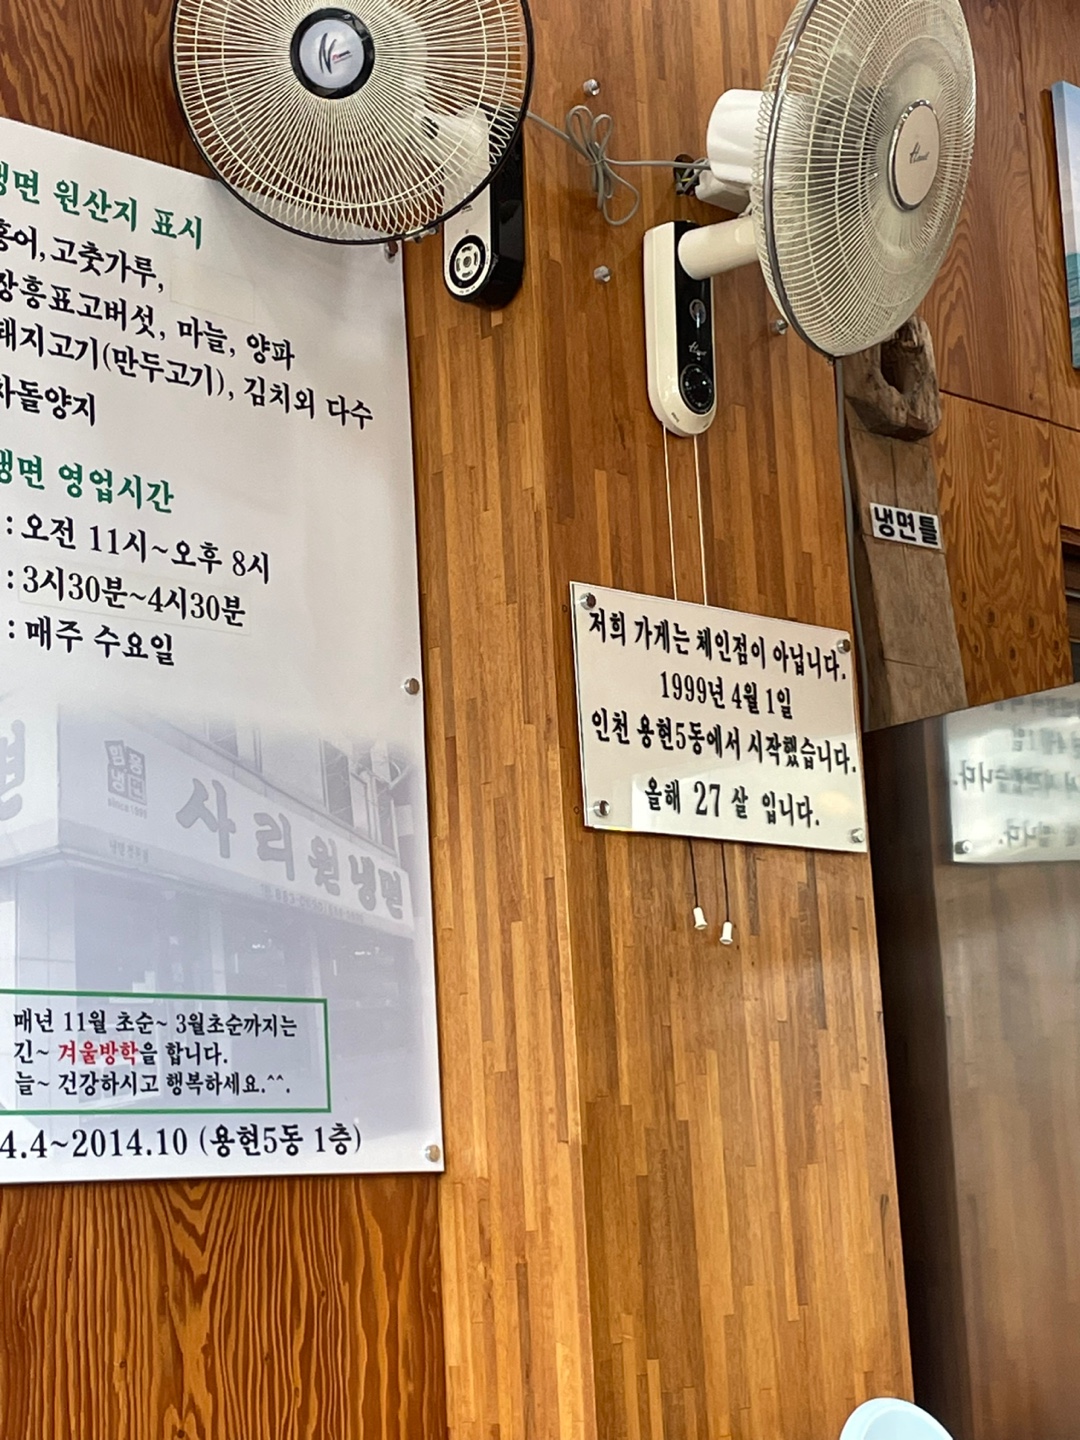 냉면 원산지 표시
홍어, 고춧가루,
장흥표고버섯, 마늘, 양파
돼지고기(만두고기), 김치외 다수
차돌양지
냉면 영업시간
: 오전 11시~오후 8시
: 3시30분~4시30분
: 매주 수요일
면
since 1999
사리원냉면
매년 11월 초순~ 3월초순까지는
긴~ 겨울방학을 합니다.
늘~ 건강하시고 행복하세요.^^.
4.4~2014.10 (용현5동 1층)
저희 가게는 체인점이 아닙니다.
1999년 4월 1일
인천 용현5동에서 시작했습니다.
올해 27 살 입니다.
냉면틀